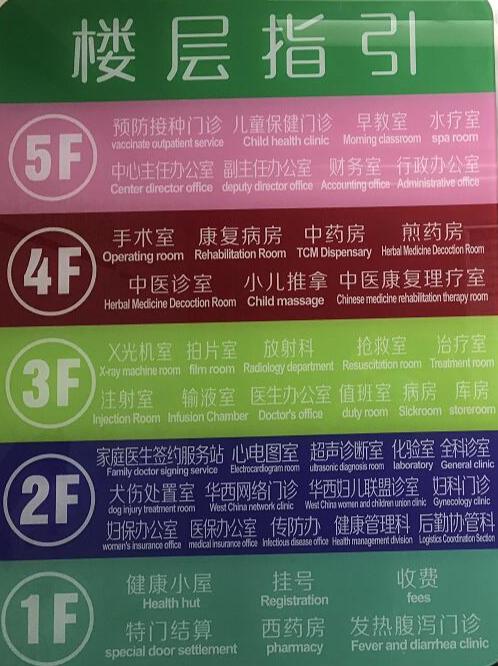 楼层指引
5F
预防接种门诊 儿童保健门诊 早教室 水疗室
vaccinate outpatient service Child health clinic Morning classroom spa room
中心主任办公室 副主任办公室 财务室 行政办公室
Center director office deputy director office Accounting office Administrative office
4F
手术室 康复病房 中药房 煎药房
Operating room Rehabilitation Room TCM Dispensary Herbal Medicine Decoction Room
中医诊室 小儿推拿 中医康复理疗室
Herbal Medicine Decoction Room Child massage Chinese medicine rehabilitation therapy room
3F
X光机室 拍片室 放射科 抢救室 治疗室
X-ray machine room film room Radiology department Resuscitation room Treatment room
注射室 输液室 医生办公室 值班室 病房 库房
Injection Room Infusion Chamber Doctor's office duty room Sickroom storeroom
2F
家庭医生签约服务站 心电图室 超声诊断室 化验室 全科诊室
Family doctor signing service Electrocardiogram room ultrasonic diagnosis room laboratory General clinic
犬伤处置室 华西网络门诊 华西妇儿联盟诊室 妇科门诊
dog injury treatment room West China network clinic West China women and children union clinic Gynecology clinic
妇保办公室 医保办公室 传防办 健康管理科 后勤协管科
women's insurance office medical insurance office Infectious disease office Health management division Logistics Coordination Section
1F
健康小屋 挂号 收费
Health hut Registration fees
特门结算 西药房 发热腹泻门诊
special door settlement pharmacy Fever and diarrhea clinic